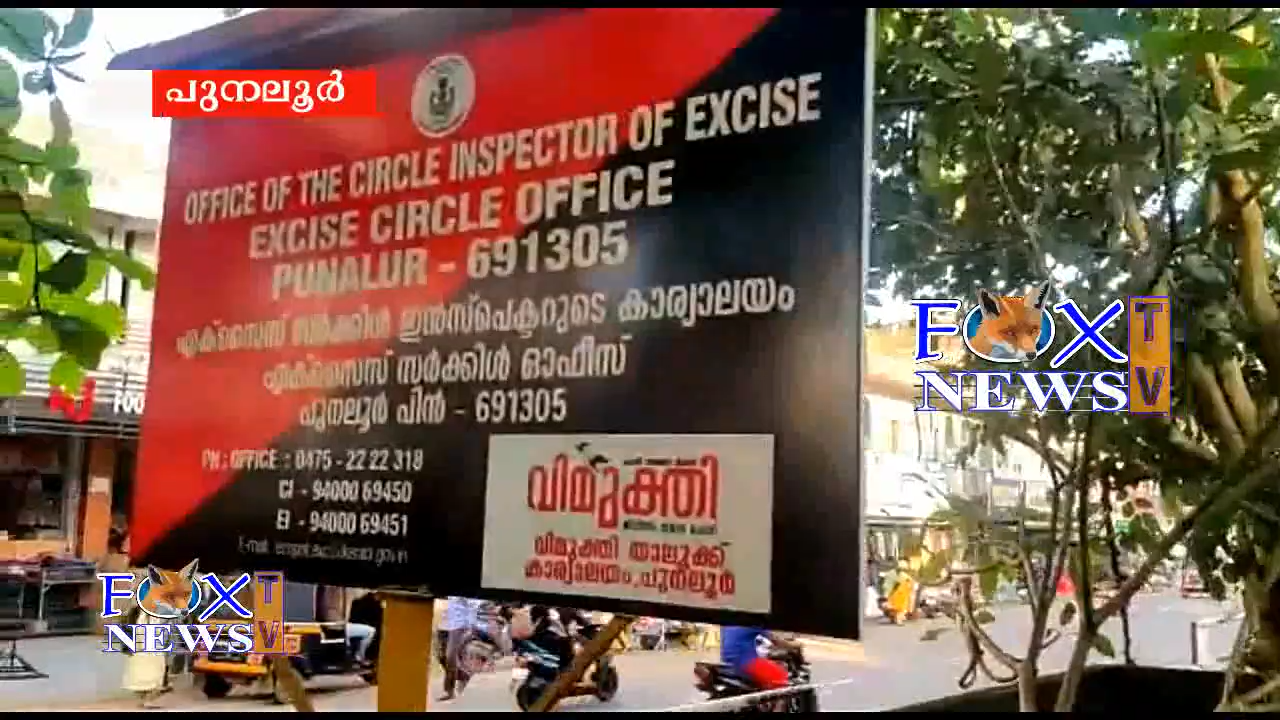 പുനലൂർ
OFFICE OF THE CIRCLE INSPECTOR OF EXCISE
EXCISE CIRCLE OFFICE
PUNALUR - 691305
എക്സൈസ് സർക്കിൾ ഇൻസ്പെക്ടറുടെ കാര്യാലയം
എക്സൈസ് സർക്കിൾ ഓഫീസ്
പുനലൂർ പിൻ - 691305
PH : OFFICE : 0475 - 22 22 318
CI - 94000 69450
EI - 94000 69451
E-mail
വിമുക്തി
വിമുക്തി താലൂക്ക്
കാര്യാലയം, പുനലൂർ
FOX
NEWS TV
FOX
NEWS TV
FOO